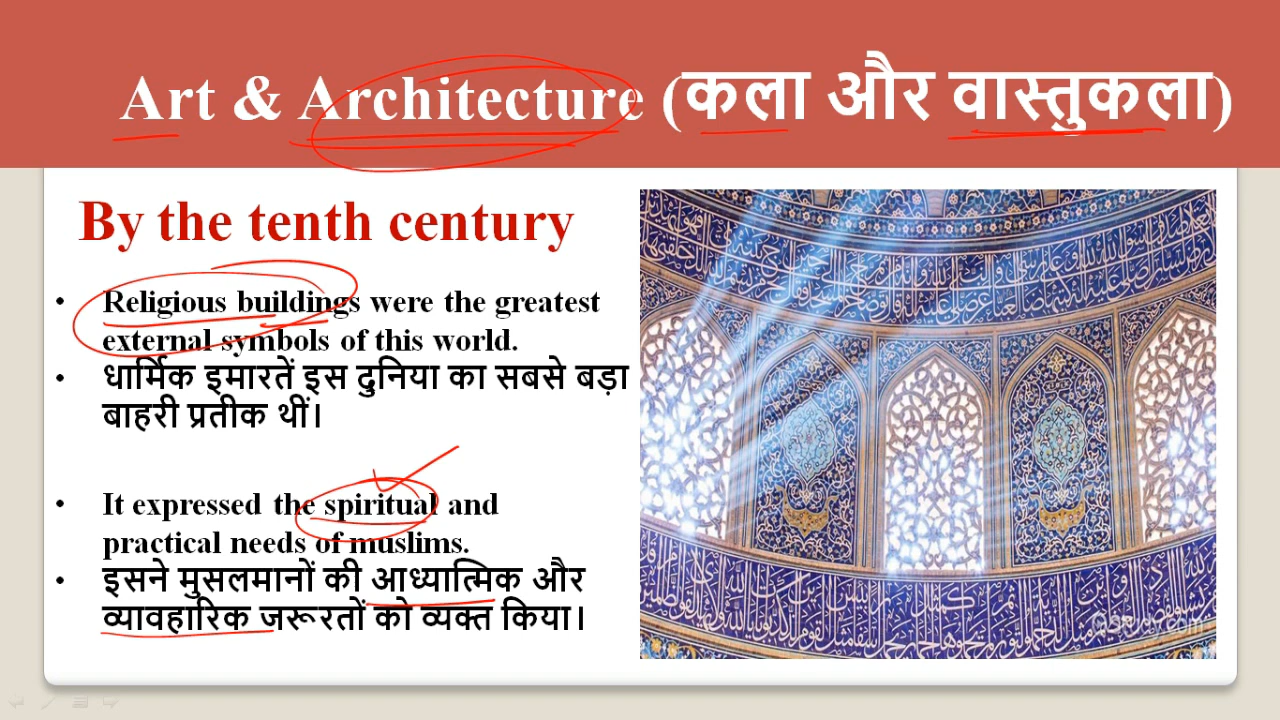 Art & Architecture (कला और वास्तुकला)
By the tenth century
• Religious buildings were the greatest
external symbols of this world.
• धार्मिक इमारतें इस दुनिया का सबसे बड़ा
बाहरी प्रतीक थीं।
• It expressed the spiritual and
practical needs of muslims.
• इसने मुसलमानों की आध्यात्मिक और
व्यावहारिक जरूरतों को व्यक्त किया।